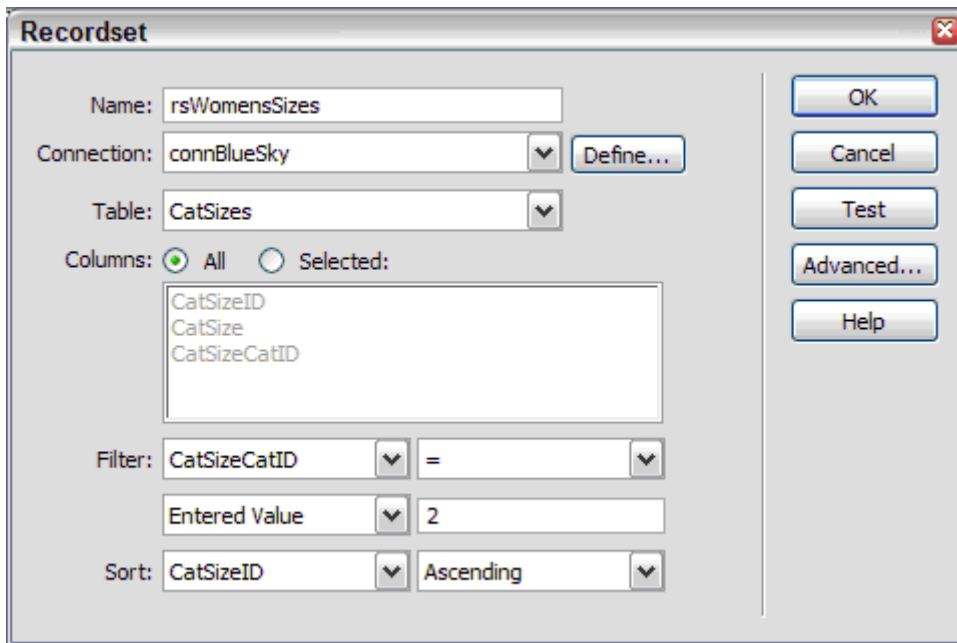 Recordset
Name: rsWomensSizes
OK
Connection: connBlueSky Define...
Cancel
Table: CatSizes
Test
Columns: All Selected:
Advanced...
CatSizeID
CatSize
CatSizeCatID
Help
Filter: CatSizeCatID =
Entered Value 2
Sort: CatSizeID Ascending